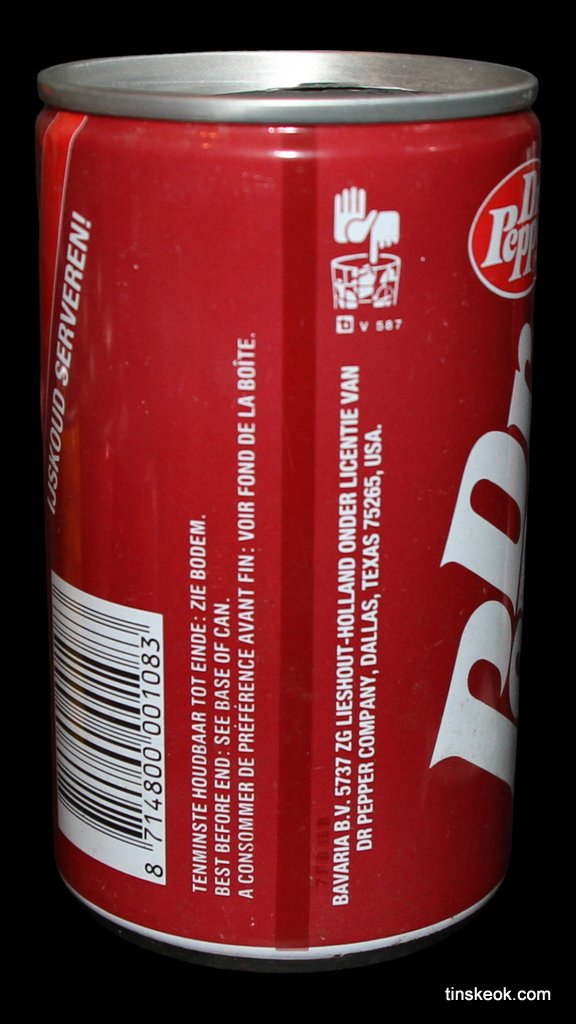 IJSKOUD SERVEREN!
8 714800 001083
TENMINSTE HOUDBAAR TOT EINDE: ZIE BODEM.
BEST BEFORE END: SEE BASE OF CAN.
A CONSOMMER DE PRÉFÉRENCE AVANT FIN: VOIR FOND DE LA BOÎTE.
V 587
BAVARIA B.V. 5737 ZG LIESHOUT-HOLLAND ONDER LICENTIE VAN
DR PEPPER COMPANY, DALLAS, TEXAS 75265, USA.
Dr
Pepp
Dr
P
tinskeok.com